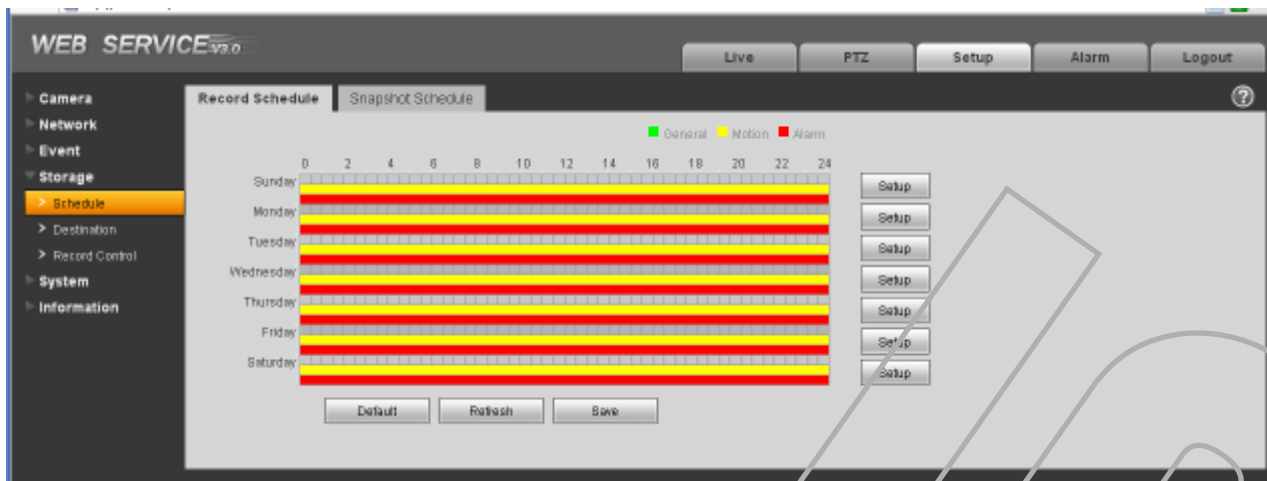 WEB SERVICE V3.0
Live PTZ Setup Alarm Logout
Camera
Network
Event
Storage
> Schedule
> Destination
> Record Control
System
Information
Record Schedule Snapshot Schedule ?
General Motion Alarm
0 2 4 6 8 10 12 14 16 18 20 22 24
Sunday Setup
Monday Setup
Tuesday Setup
Wednesday Setup
Thursday Setup
Friday Setup
Saturday Setup
Default Refresh Save